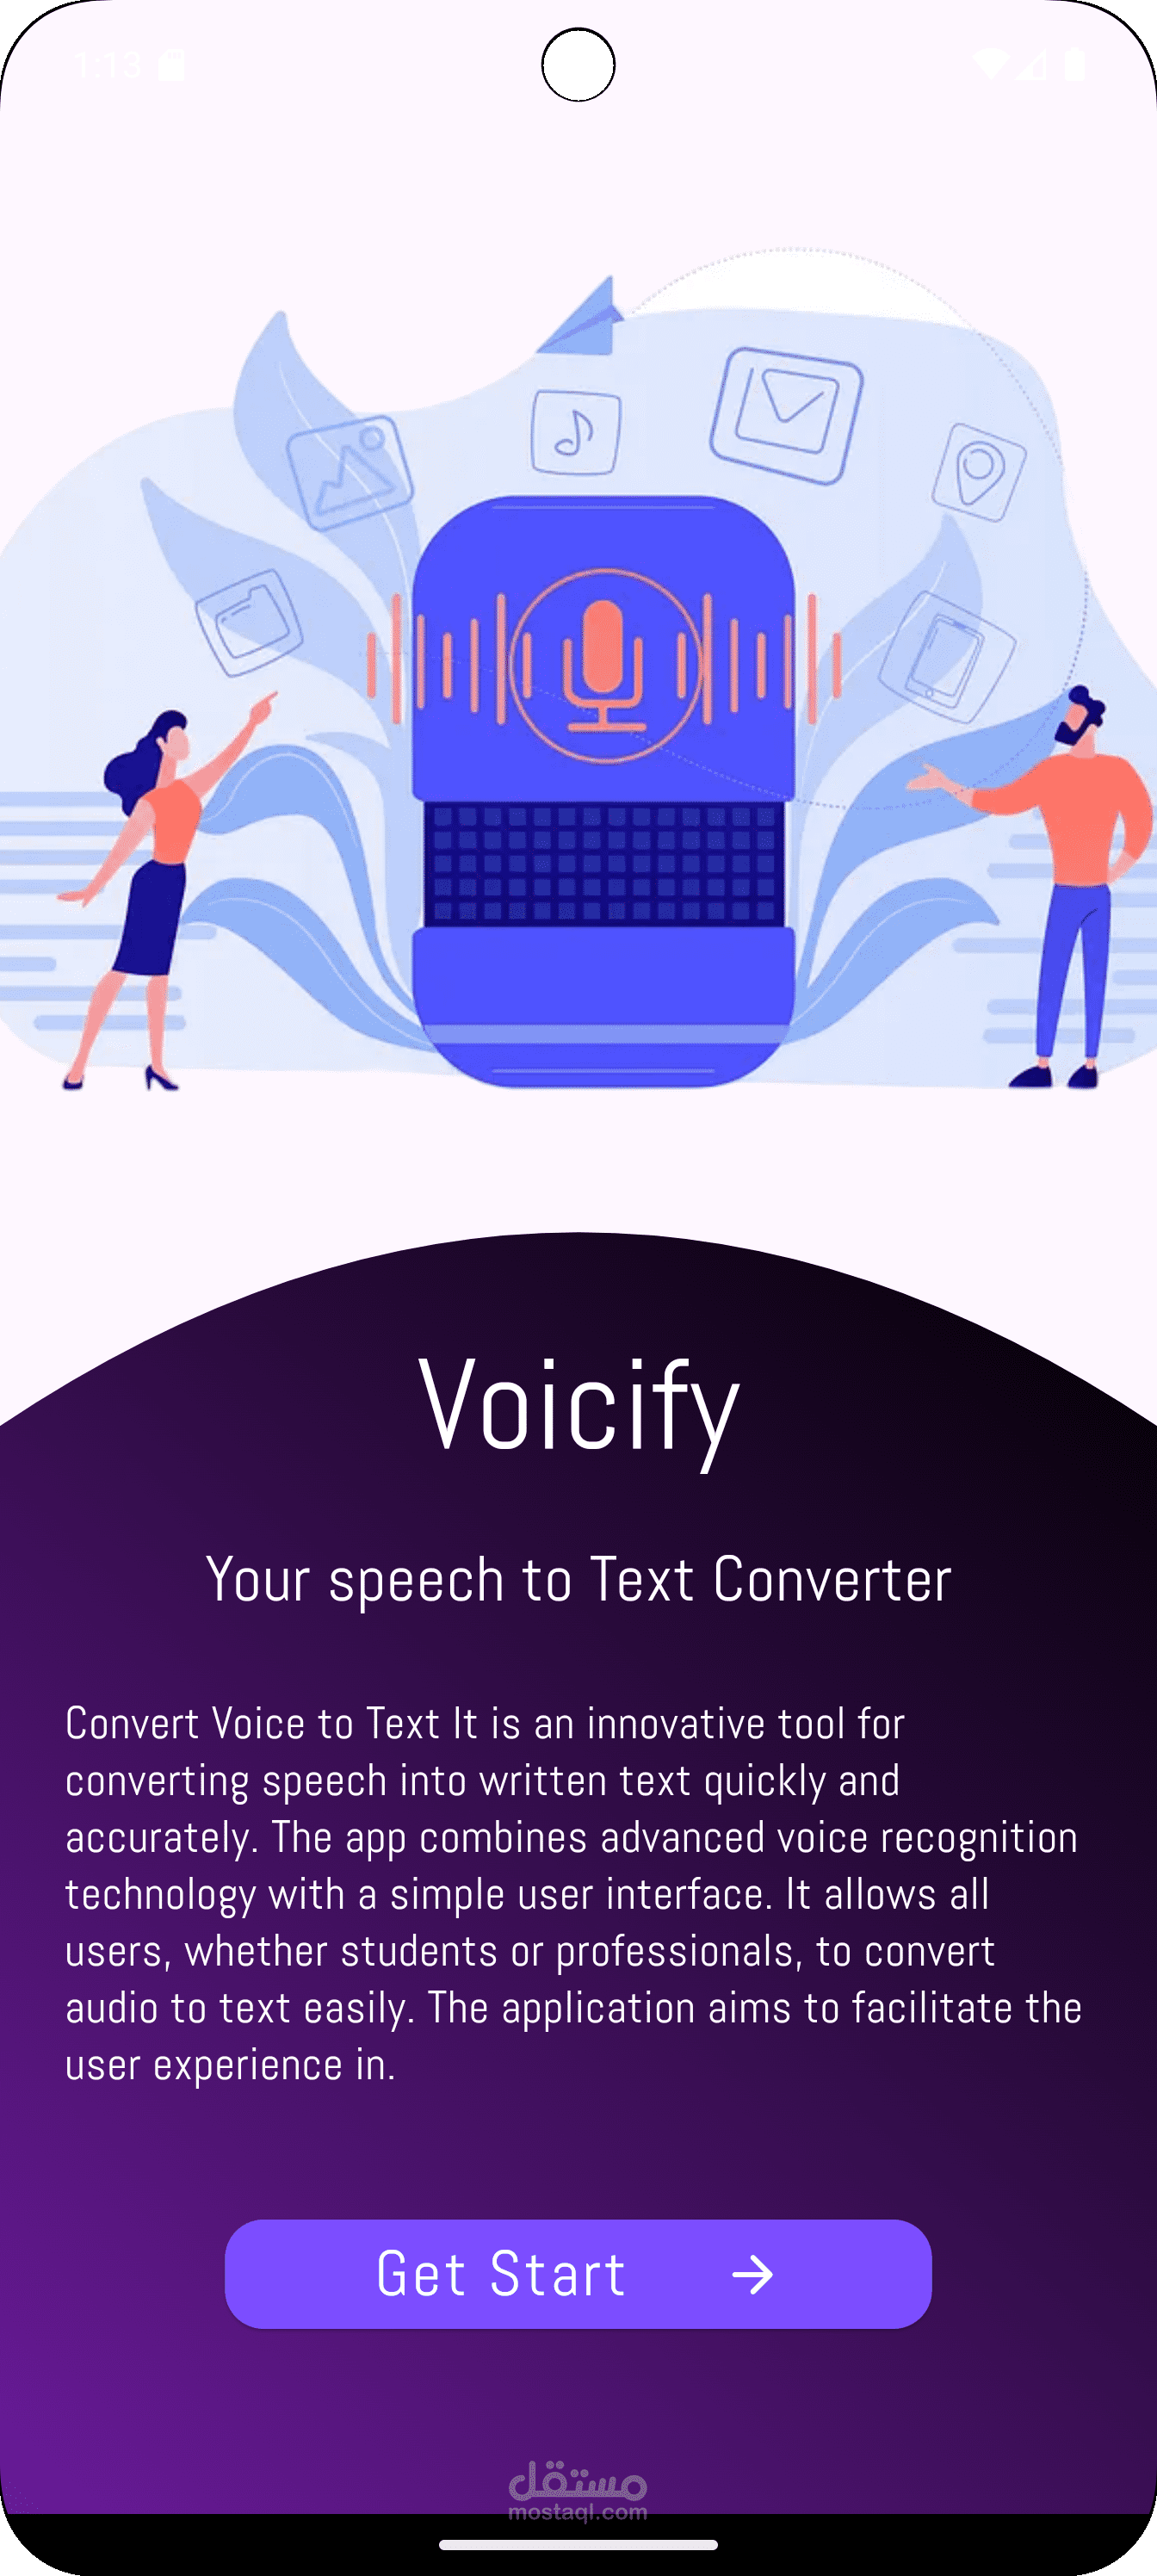 1:13
Voicify
Your speech to Text Converter
Convert Voice to Text It is an innovative tool for
converting speech into written text quickly and
accurately. The app combines advanced voice recognition
technology with a simple user interface. It allows all
users, whether students or professionals, to convert
audio to text easily. The application aims to facilitate the
user experience in.
Get Start
مستقل
mostaql.com